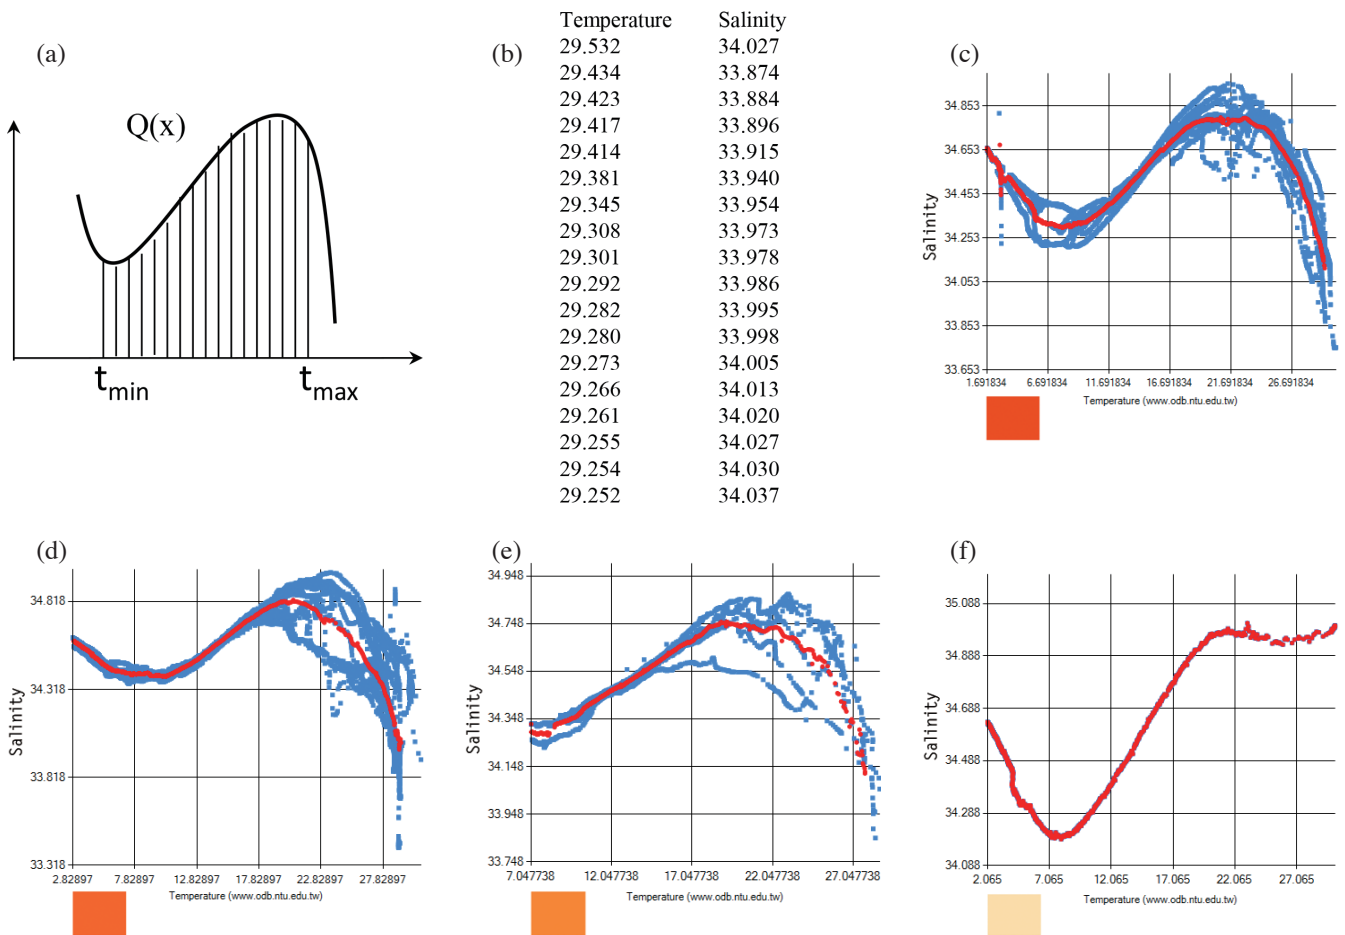 (a)
Q(x)
t_min
t_max
(b)
Temperature Salinity
29.532 34.027
29.434 33.874
29.423 33.884
29.417 33.896
29.414 33.915
29.381 33.940
29.345 33.954
29.308 33.973
29.301 33.978
29.292 33.986
29.282 33.995
29.280 33.998
29.273 34.005
29.266 34.013
29.261 34.020
29.255 34.027
29.254 34.030
29.252 34.037
(c)
Salinity
34.853
34.653
34.453
34.253
34.053
33.853
33.653
1.691834 6.691834 11.691834 16.691834 21.691834 26.691834
Temperature (www.odb.ntu.edu.tw)
(d)
Salinity
34.818
34.318
33.818
33.318
2.82897 7.82897 12.82897 17.82897 22.82897 27.82897
Temperature (www.odb.ntu.edu.tw)
(e)
Salinity
34.948
34.748
34.548
34.348
34.148
33.948
33.748
7.047738 12.047738 17.047738 22.047738 27.047738
Temperature (www.odb.ntu.edu.tw)
(f)
Salinity
35.088
34.888
34.688
34.488
34.288
34.088
2.065 7.065 12.065 17.065 22.065 27.065
Temperature (www.odb.ntu.edu.tw)